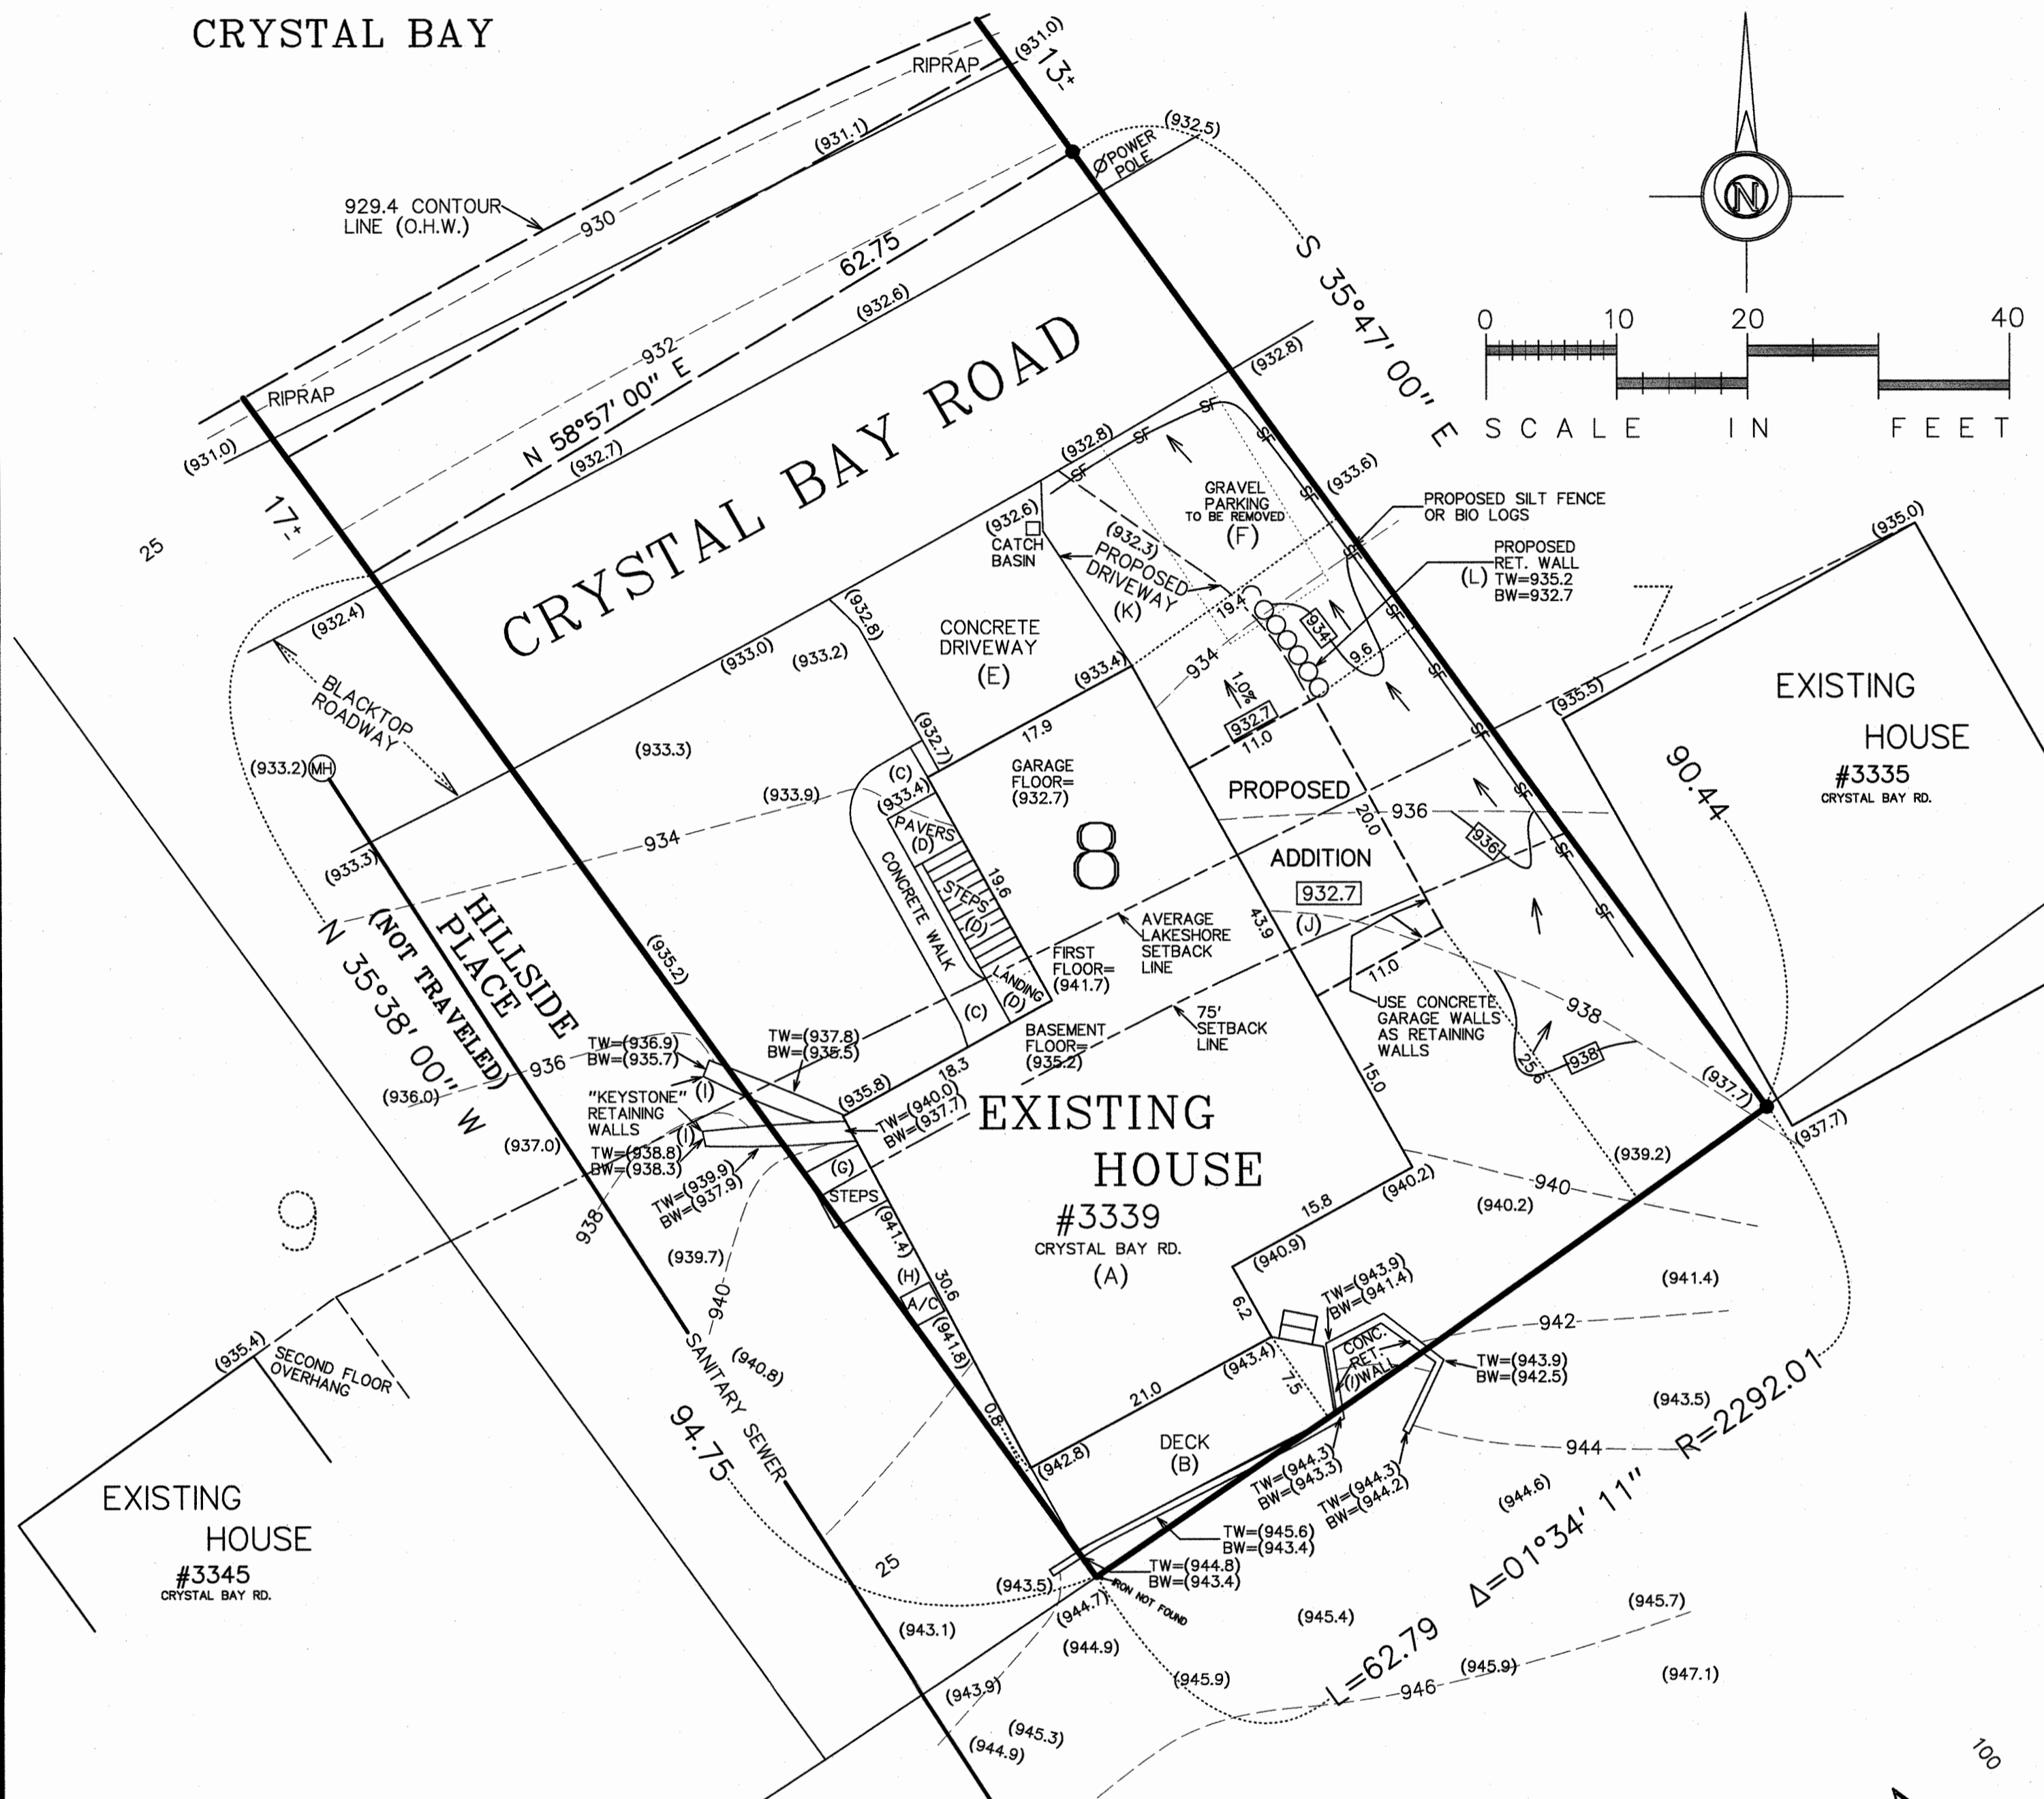 CRYSTAL BAY
RIPRAP
(931.0)
13±
(931.1)
(932.5)
ØPOWER
POLE
929.4 CONTOUR
LINE (O.H.W.)
930
62.75
(932.6)
932
N 58°57' 00" E
(932.7)
S 35°47' 00" E
N
0 10 20 40
SCALE IN FEET
RIPRAP
(931.0)
17±
25
CRYSTAL BAY ROAD
(932.8)
(932.8)
SF
SF
SF
SF
SF
SF
SF
SF
SF
SF
SF
SF
(933.6)
GRAVEL
PARKING
TO BE REMOVED
(F)
PROPOSED SILT FENCE
OR BIO LOGS
PROPOSED
RET. WALL
(L) TW=935.2
BW=932.7
(932.6)
CATCH
BASIN
(932.3)
PROPOSED
DRIVEWAY
(K)
19.4
934
9.6
934
1.0%
932.7
11.0
(935.0)
7
(935.5)
EXISTING
HOUSE
#3335
CRYSTAL BAY RD.
90.44
(932.4)
BLACKTOP
ROADWAY
(933.0)
(933.2)
(932.8)
CONCRETE
DRIVEWAY
(E)
(933.4)
(933.3)
(932.7)
17.9
(933.2)
MH
(933.3)
(933.9)
934
(C)
(933.4)
PAVERS
(D)
STEPS
(D)
19.6
CONCRETE WALK
LANDING
(D)
(C)
GARAGE
FLOOR=
(932.7)
8
PROPOSED
20.0
936
936
ADDITION
932.7
(J)
43.9
AVERAGE
LAKESHORE
SETBACK
LINE
FIRST
FLOOR=
(941.7)
11.0
USE CONCRETE
GARAGE WALLS
AS RETAINING
WALLS
938
938
25.6
75'
SETBACK
LINE
BASEMENT
FLOOR=
(935.2)
HILLSIDE
PLACE
(NOT TRAVELED)
N 35°38' 00" W
(935.2)
TW=(936.9)
BW=(935.7)
TW=(937.8)
BW=(935.5)
936
(936.0)
"KEYSTONE"
RETAINING
WALLS
(I)
(I)
(937.0)
TW=(938.8)
BW=(938.3)
TW=(939.9)
BW=(937.9)
(935.8)
18.3
TW=(940.0)
BW=(937.7)
15.0
(937.7)
(937.7)
(939.2)
(940.2)
(940.2)
940
EXISTING
HOUSE
#3339
CRYSTAL BAY RD.
(A)
15.8
(G)
STEPS
(941.4)
(H)
A/C
30.6
(941.8)
9
938
(939.7)
940
(940.8)
(940.9)
6.2
TW=(943.9)
BW=(941.4)
(941.4)
942
CONC.
RET.
(I)WALL
TW=(943.9)
BW=(942.5)
(943.4)
7.5
21.0
(943.5)
944
R=2292.01
(935.4)
SECOND FLOOR
OVERHANG
SANITARY SEWER
94.75
0.8
(942.8)
DECK
(B)
TW=(944.3)
BW=(943.3)
TW=(944.3)
BW=(944.2)
(944.6)
EXISTING
HOUSE
#3345
CRYSTAL BAY RD.
25
TW=(945.6)
BW=(943.4)
TW=(944.8)
BW=(943.4)
(943.5)
IRON NOT FOUND
(944.7)
(943.1)
(944.9)
(945.4)
(945.7)
Δ=01°34' 11"
L=62.79
(945.9)
(945.9)
946
(947.1)
(943.9)
(945.3)
(944.9)
100